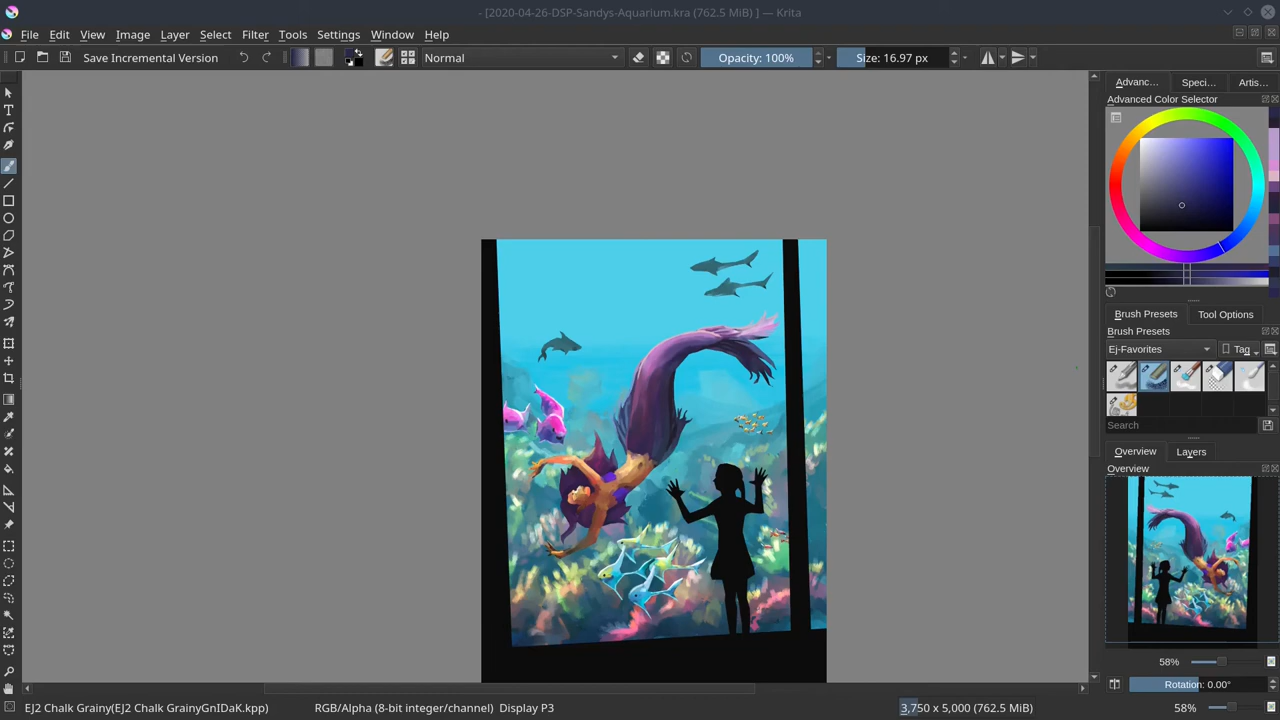 - [2020-04-26-DSP-Sandys-Aquarium.kra (762.5 MiB) ] — Krita
File Edit View Image Layer Select Filter Tools Settings Window Help
Save Incremental Version Normal Opacity: 100% Size: 16.97 px
Advanc... Speci... Artis...
Advanced Color Selector
Brush Presets Tool Options
Brush Presets
Ej-Favorites Tag
Search
Overview Layers
Overview
58%
Rotation: 0.00°
EJ2 Chalk Grainy(EJ2 Chalk GrainyGnIDaK.kpp) RGB/Alpha (8-bit integer/channel) Display P3 3,750 x 5,000 (762.5 MiB) 58%